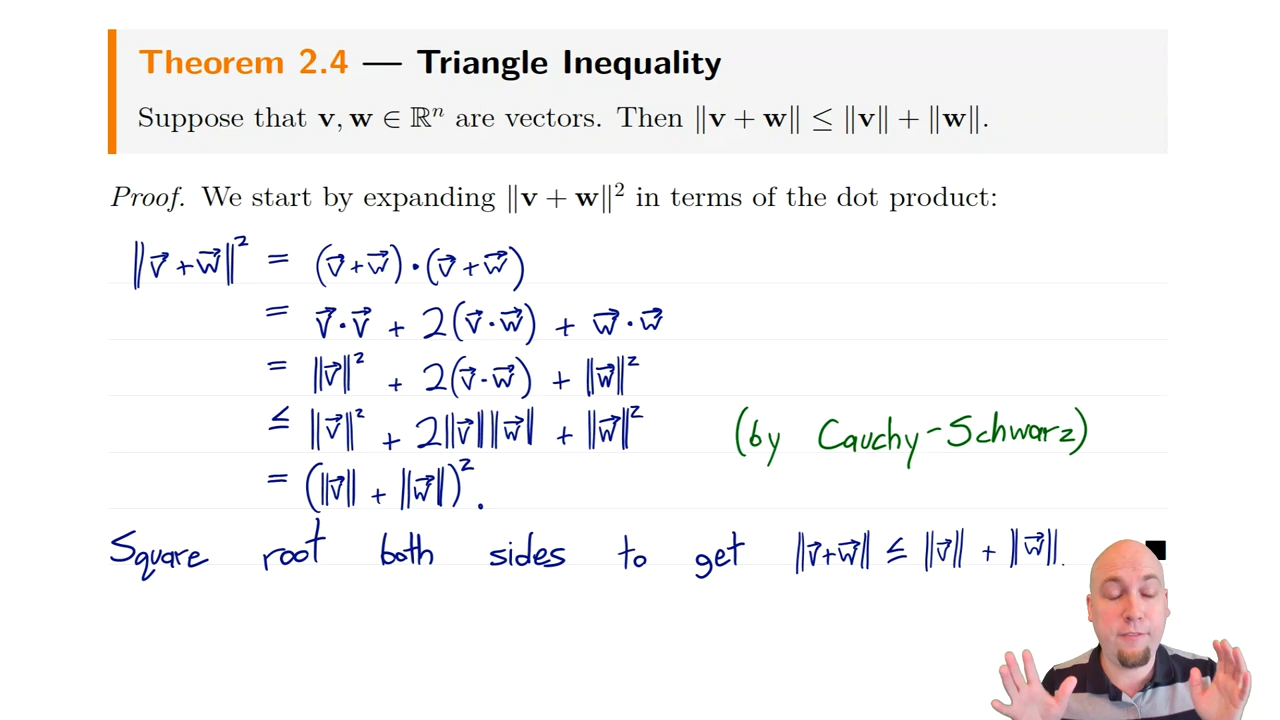 Theorem 2.4 — Triangle Inequality
Suppose that v, w ∈ ℝⁿ are vectors. Then ‖v + w‖ ≤ ‖v‖ + ‖w‖.
Proof. We start by expanding ‖v + w‖² in terms of the dot product:
‖v⃗ + w⃗‖² = (v⃗ + w⃗) · (v⃗ + w⃗)
= v⃗ · v⃗ + 2(v⃗ · w⃗) + w⃗ · w⃗
= ‖v⃗‖² + 2(v⃗ · w⃗) + ‖w⃗‖²
≤ ‖v⃗‖² + 2‖v⃗‖‖w⃗‖ + ‖w⃗‖² (by Cauchy-Schwarz)
= (‖v⃗‖ + ‖w⃗‖)².
Square root both sides to get ‖v⃗+w⃗‖ ≤ ‖v⃗‖ + ‖w⃗‖. ■